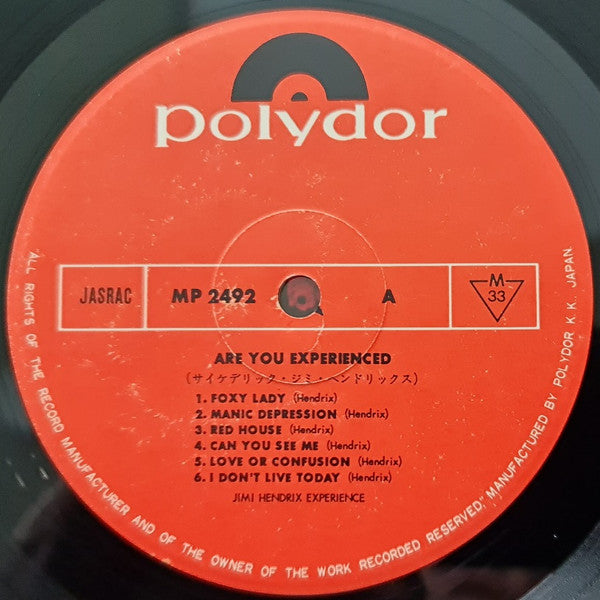 polydor
JASRAC
MP 2492
A
M
33
ARE YOU EXPERIENCED
(サイケデリック・ジミ・ヘンドリックス)
1. FOXY LADY (Hendrix)
2. MANIC DEPRESSION (Hendrix)
3. RED HOUSE (Hendrix)
4. CAN YOU SEE ME (Hendrix)
5. LOVE OR CONFUSION (Hendrix)
6. I DON'T LIVE TODAY (Hendrix)
JIMI HENDRIX EXPERIENCE
"ALL RIGHTS OF THE RECORD MANUFACTURER AND OF THE OWNER OF THE WORK RECORDED RESERVED." MANUFACTURED BY POLYDOR K.K. JAPAN.